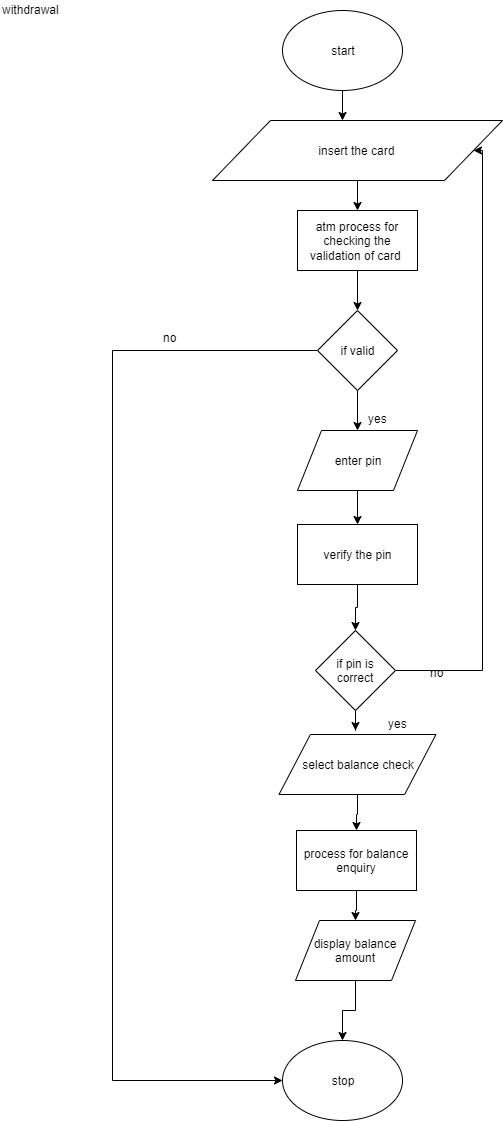 withdrawal
start
insert the card
atm process for
checking the
validation of card
no
if valid
yes
enter pin
verify the pin
if pin is
correct
no
yes
select balance check
process for balance
enquiry
display balance
amount
stop